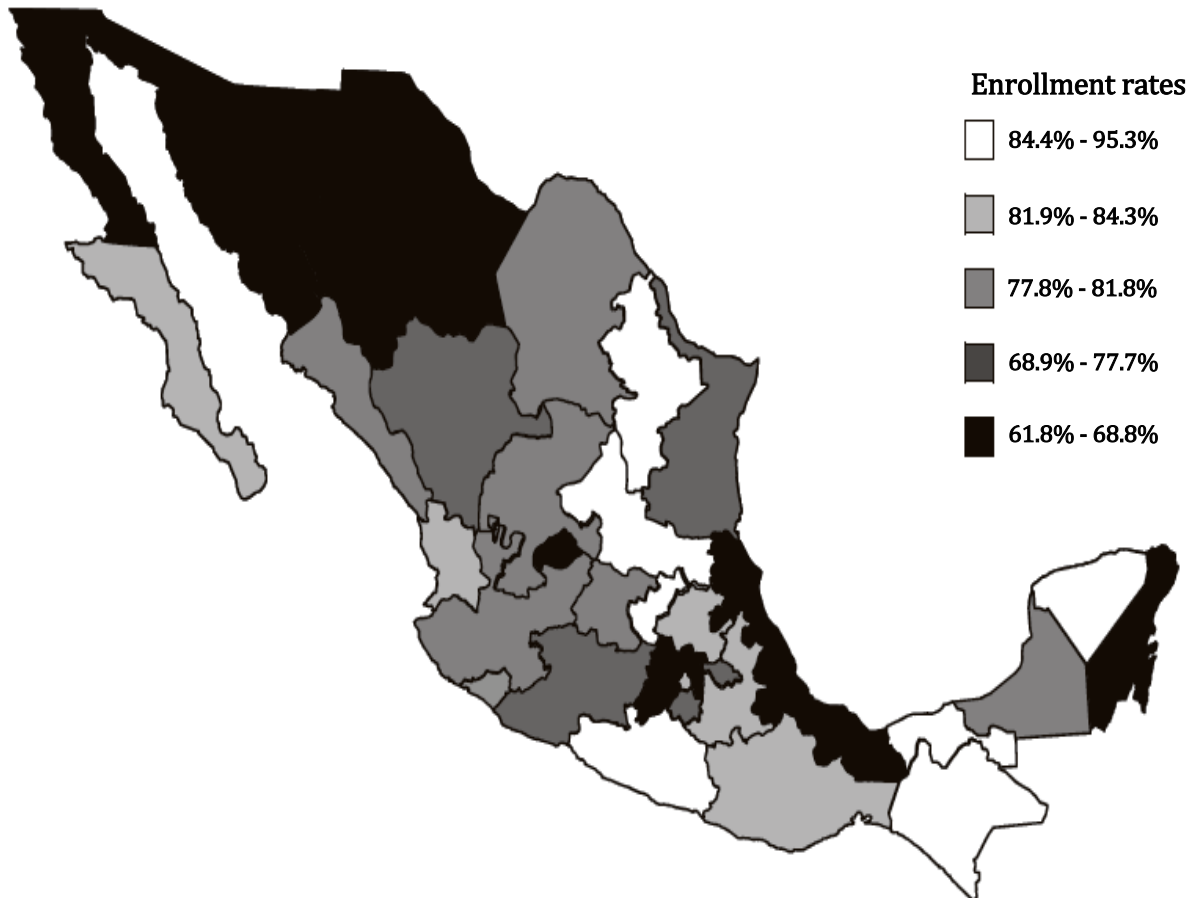 Enrollment rates
84.4% - 95.3%
81.9% - 84.3%
77.8% - 81.8%
68.9% - 77.7%
61.8% - 68.8%